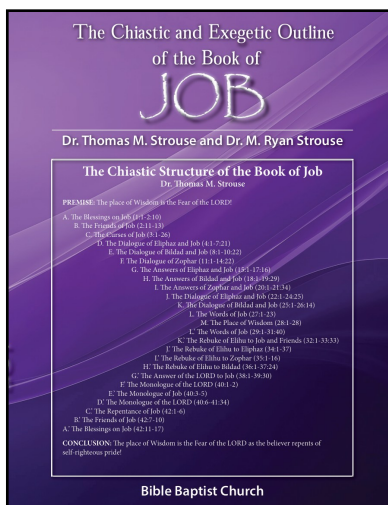 The Chiastic and Exegetic Outline
of the Book of
JOB
Dr. Thomas M. Strouse and Dr. M. Ryan Strouse
The Chiastic Structure of the Book of Job
Dr. Thomas M. Strouse
PREMISE: The place of Wisdom is the Fear of the LORD!
A. The Blessings on Job (1:1-2:10)
B. The Friends of Job (2:11-13)
C. The Curses of Job (3:1-26)
D. The Dialogue of Eliphaz and Job (4:1-7:21)
E. The Dialogue of Bildad and Job (8:1-10:22)
F. The Dialogue of Zophar (11:1-14:22)
G. The Answers of Eliphaz and Job (15:1-17:16)
H. The Answers of Bildad and Job (18:1-19:29)
I. The Answers of Zophar and Job (20:1-21:34)
J. The Dialogue of Eliphaz and Job (22:1-24:25)
K. The Dialogue of Bildad and Job (25:1-26:14)
L. The Words of Job (27:1-23)
M. The Place of Wisdom (28:1-28)
L.' The Words of Job (29:1-31:40)
K.' The Rebuke of Elihu to Job and Friends (32:1-33:33)
J.' The Rebuke of Elihu to Eliphaz (34:1-37)
I.' The Rebuke of Elihu to Zophar (35:1-16)
H.' The Rebuke of Elihu to Bildad (36:1-37:24)
G.' The Answer of the LORD to Job (38:1-39:30)
F.' The Monologue of the LORD (40:1-2)
E.' The Monologue of Job (40:3-5)
D.' The Monologue of the LORD (40:6-41:34)
C.' The Repentance of Job (42:1-6)
B.' The Friends of Job (42:7-10)
A.' The Blessings on Job (42:11-17)
CONCLUSION: The place of Wisdom is the Fear of the LORD as the believer repents of
self-righteous pride!
Bible Baptist Church